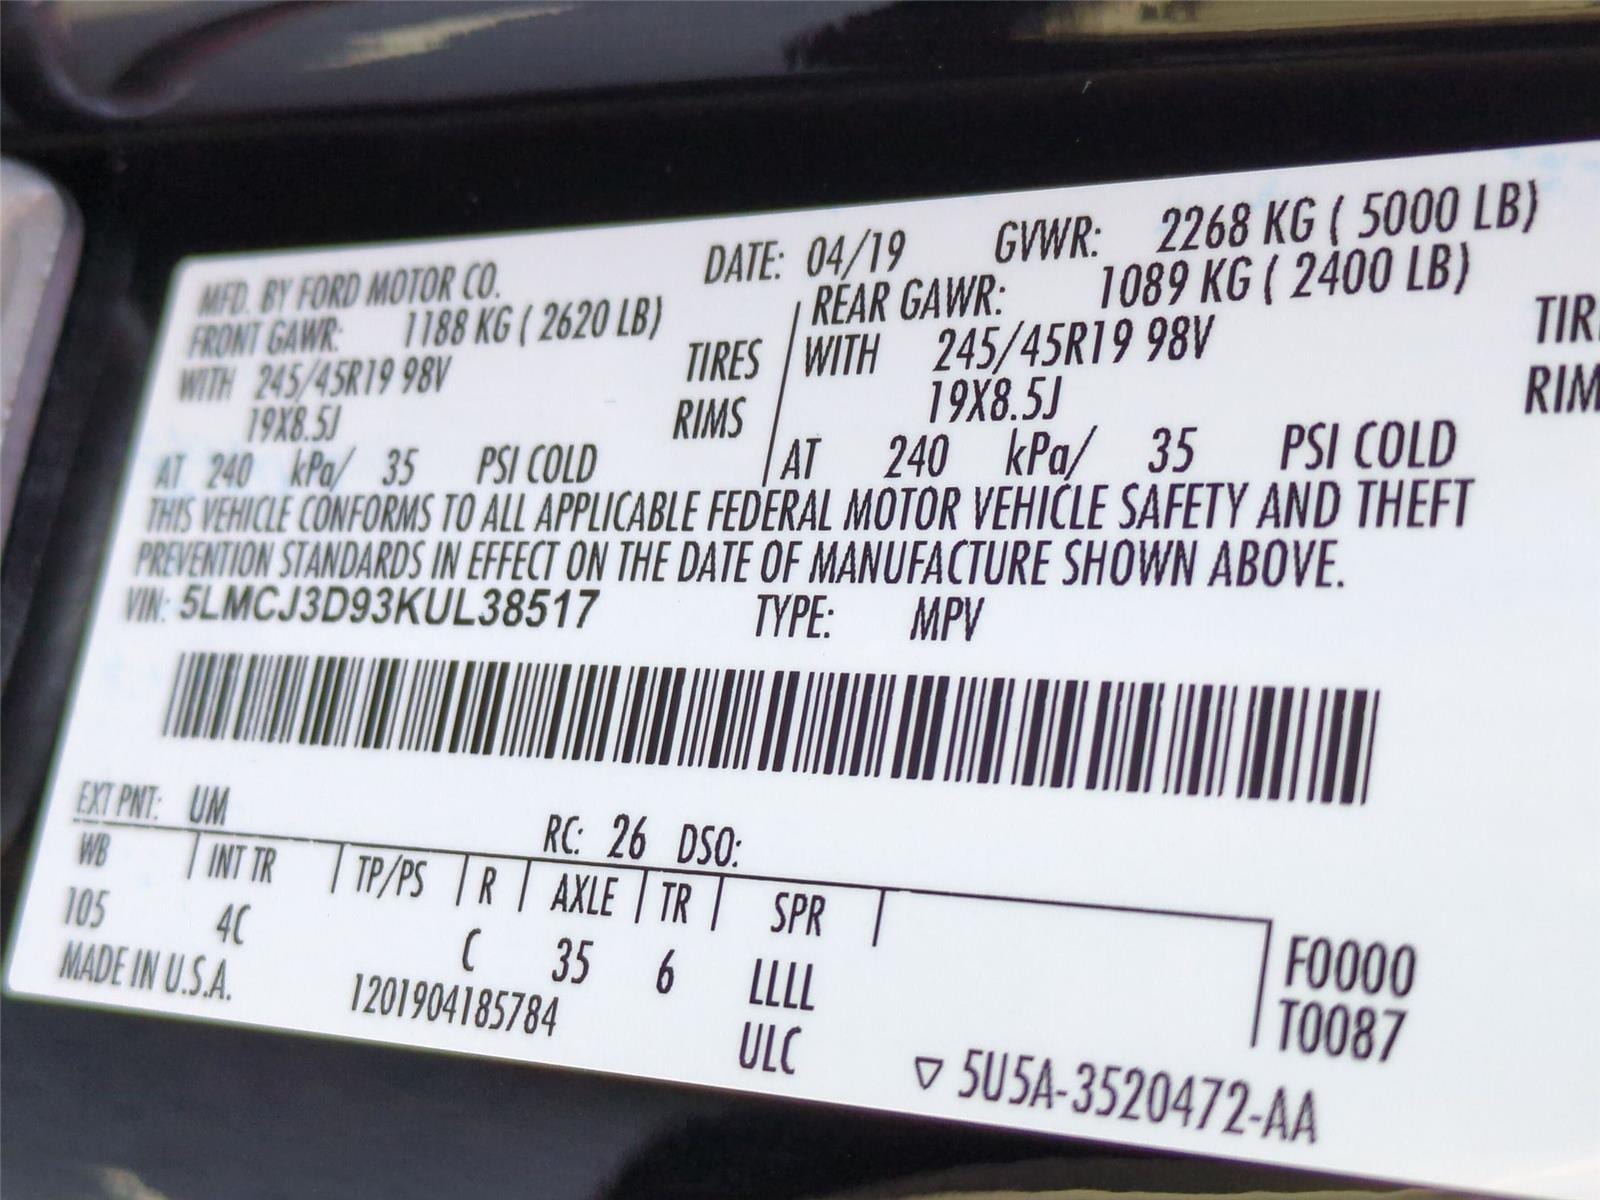 MFD. BY FORD MOTOR CO. DATE: 04/19 GVWR: 2268 KG ( 5000 LB)
FRONT GAWR: 1188 KG ( 2620 LB) REAR GAWR: 1089 KG ( 2400 LB)
WITH 245/45R19 98V TIRES WITH 245/45R19 98V
19X8.5J RIMS 19X8.5J
AT 240 kPa/ 35 PSI COLD AT 240 kPa/ 35 PSI COLD
THIS VEHICLE CONFORMS TO ALL APPLICABLE FEDERAL MOTOR VEHICLE SAFETY AND THEFT
PREVENTION STANDARDS IN EFFECT ON THE DATE OF MANUFACTURE SHOWN ABOVE.
VIN: 5LMCJ3D93KUL38517 TYPE: MPV
EXT PNT: UM RC: 26 DSO:
WB INT TR TP/PS R AXLE TR SPR
105 4C C 35 6 LLLL F0000
MADE IN U.S.A. 1201904185784 ULC T0087
5U5A-3520472-AA